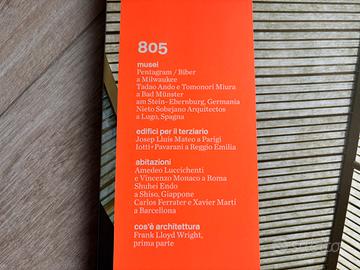 805
musei
Pentagram / Biber
a Milwaukee
Tadao Ando e Tomonori Miura
a Bad Münster
am Stein-Ebernburg, Germania
Nieto Sobejano Arquitectos
a Lugo, Spagna
edifici per il terziario
Josep Lluís Mateo a Parigi
Iotti+Pavarani a Reggio Emilia
abitazioni
Amedeo Luccichenti
e Vincenzo Monaco a Roma
Shuhei Endo
a Shiso, Giappone
Carlos Ferrater e Xavier Martí
a Barcellona
cos'è architettura
Frank Lloyd Wright,
prima parte